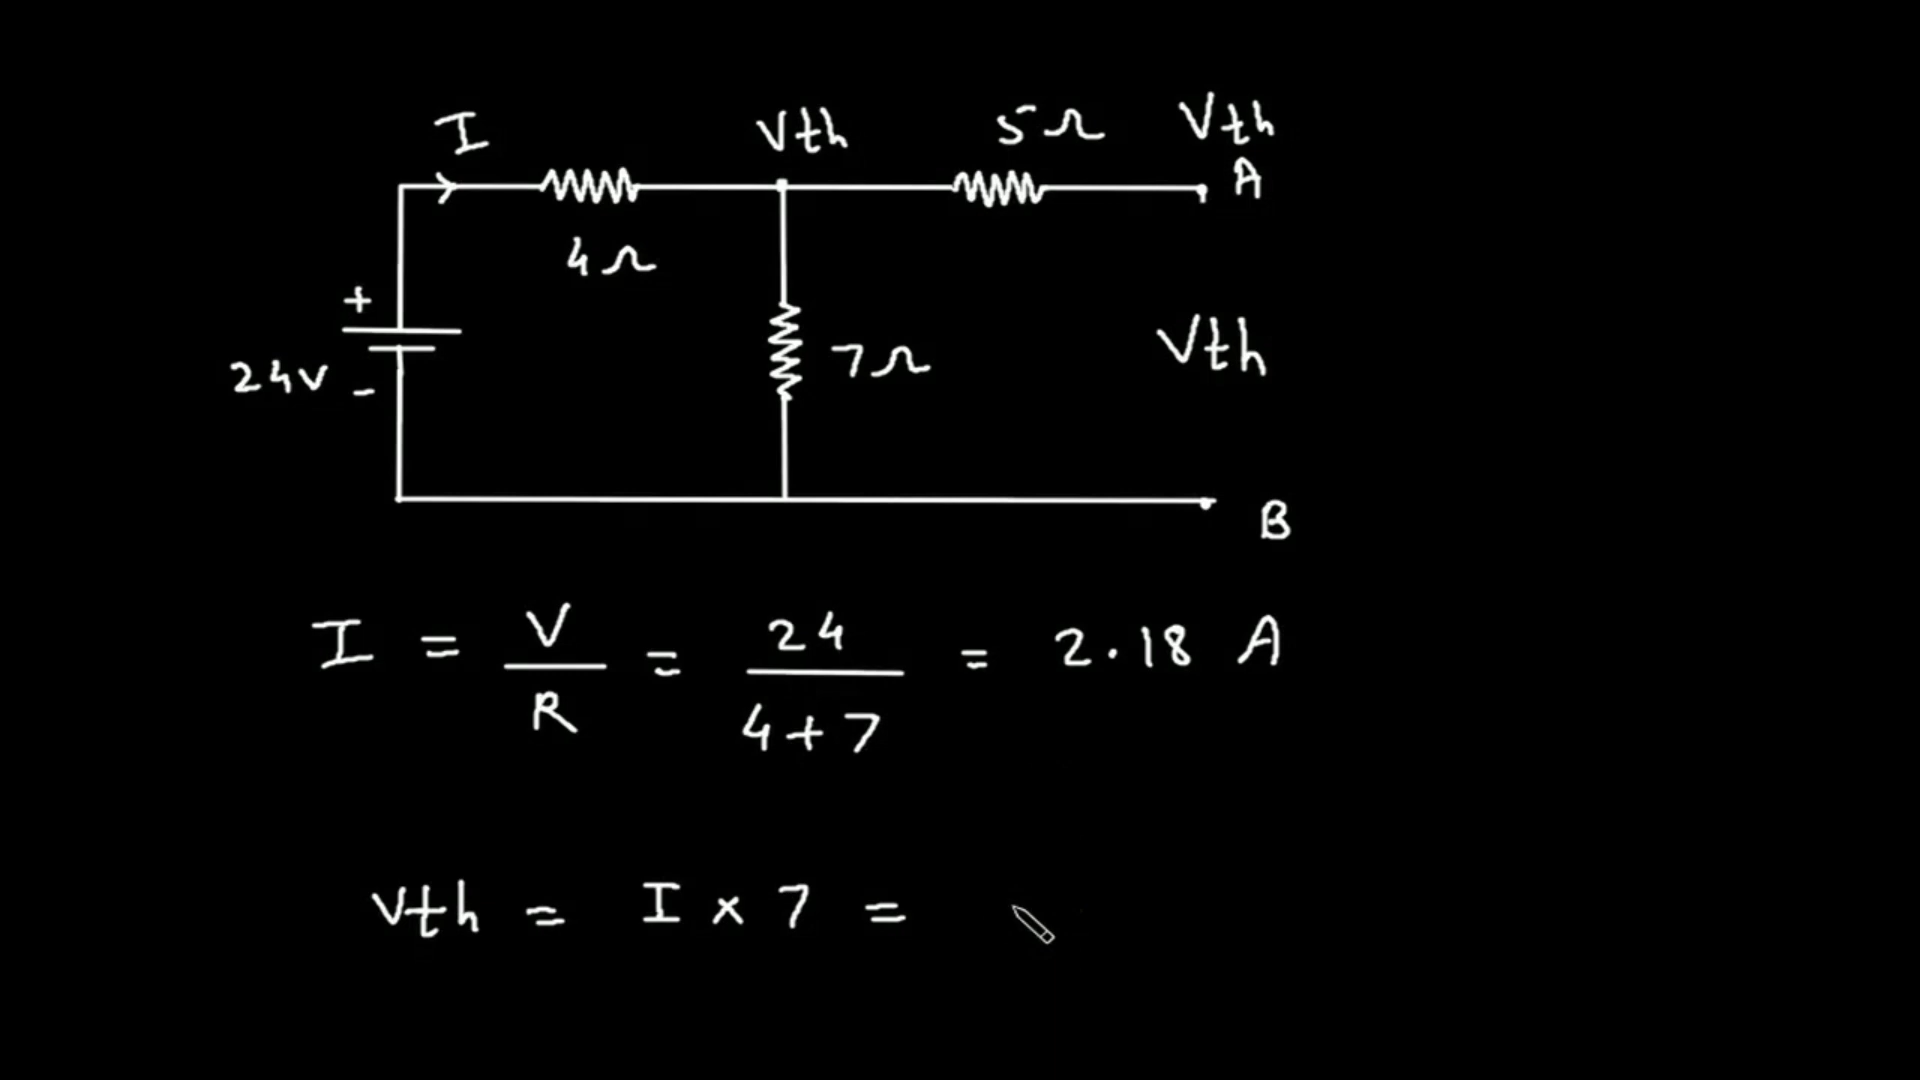 I Vth 5Ω Vth
A
4Ω
+
24V
-
7Ω Vth
B
I = V/R = 24/(4+7) = 2.18 A
Vth = I × 7 =